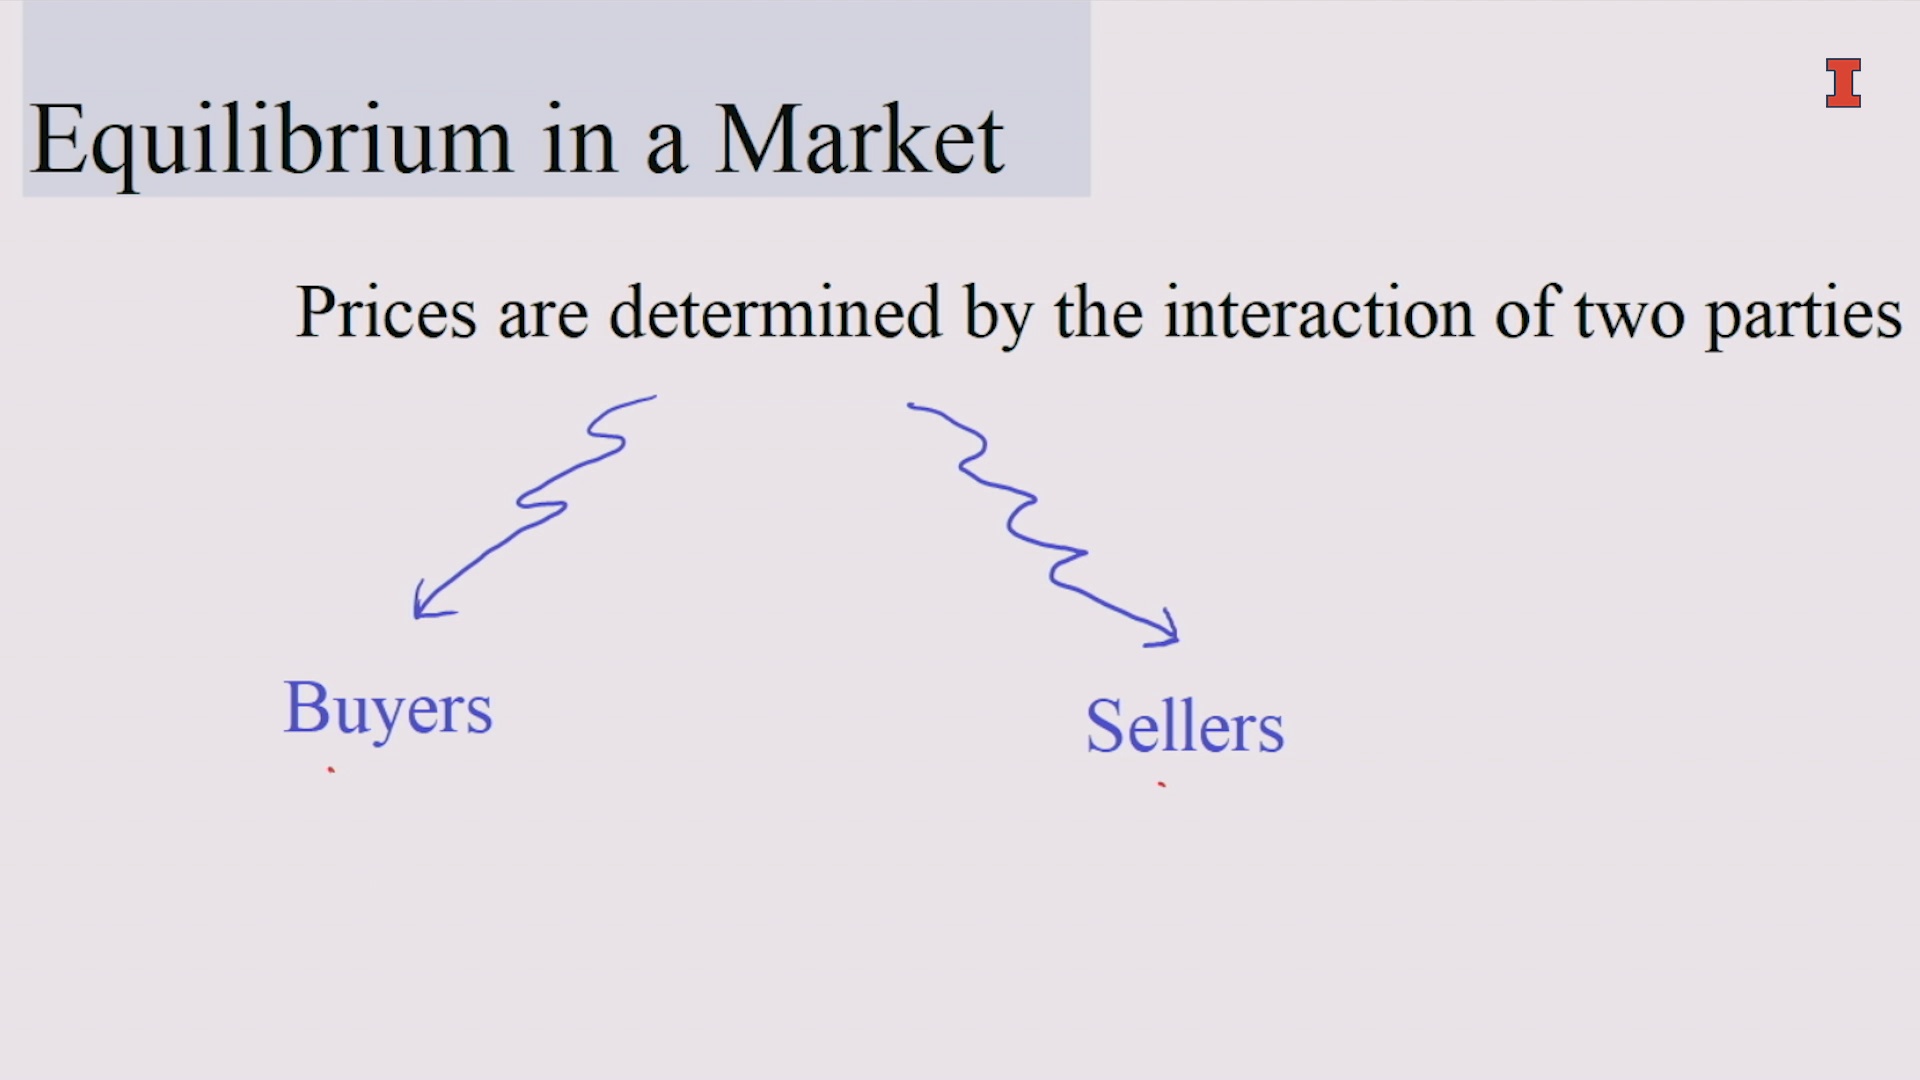 Equilibrium in a Market
I
Prices are determined by the interaction of two parties
Buyers
Sellers